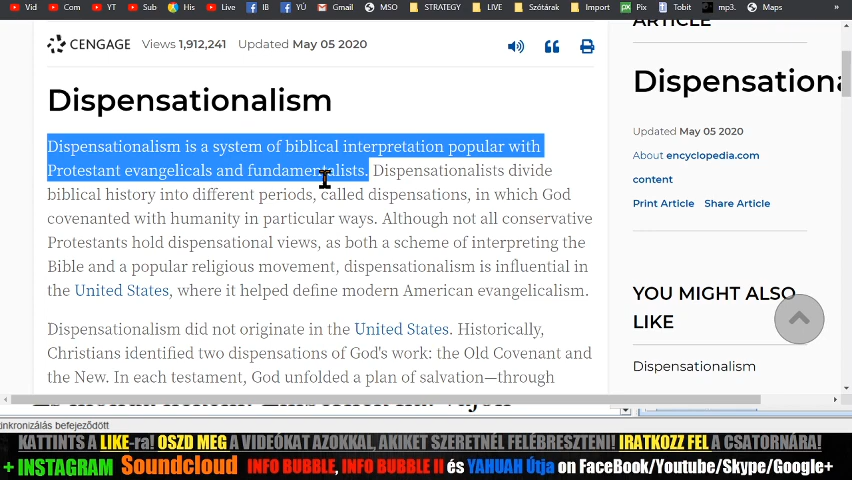 Vid Com YT Sub His Live IB YÚ Gmail MSO STRATEGY LIVE Szótárak Import px Pix Tobit mp3. Maps »
ARTICLE
CENGAGE Views 1,912,241 Updated May 05 2020
Dispensationalism
Dispensationalism is a system of biblical interpretation popular with
Protestant evangelicals and fundamentalists. Dispensationalists divide
biblical history into different periods, called dispensations, in which God
covenanted with humanity in particular ways. Although not all conservative
Protestants hold dispensational views, as both a scheme of interpreting the
Bible and a popular religious movement, dispensationalism is influential in
the United States, where it helped define modern American evangelicalism.
Dispensationalism did not originate in the United States. Historically,
Christians identified two dispensations of God's work: the Old Covenant and
the New. In each testament, God unfolded a plan of salvation—through
Dispensationa
Updated May 05 2020
About encyclopedia.com
content
Print Article Share Article
YOU MIGHT ALSO
LIKE
Dispensationalism
inkronizálás befejeződött
KATTINTS A LIKE-ra! OSZD MEG A VIDEÓKAT AZOKKAL, AKIKET SZERETNÉL FELÉBRESZTENI! IRATKOZZ FEL A CSATORNÁRA!
+ INSTAGRAM Soundcloud INFO BUBBLE, INFO BUBBLE II és YAHUAH Útja on FaceBook/Youtube/Skype/Google+